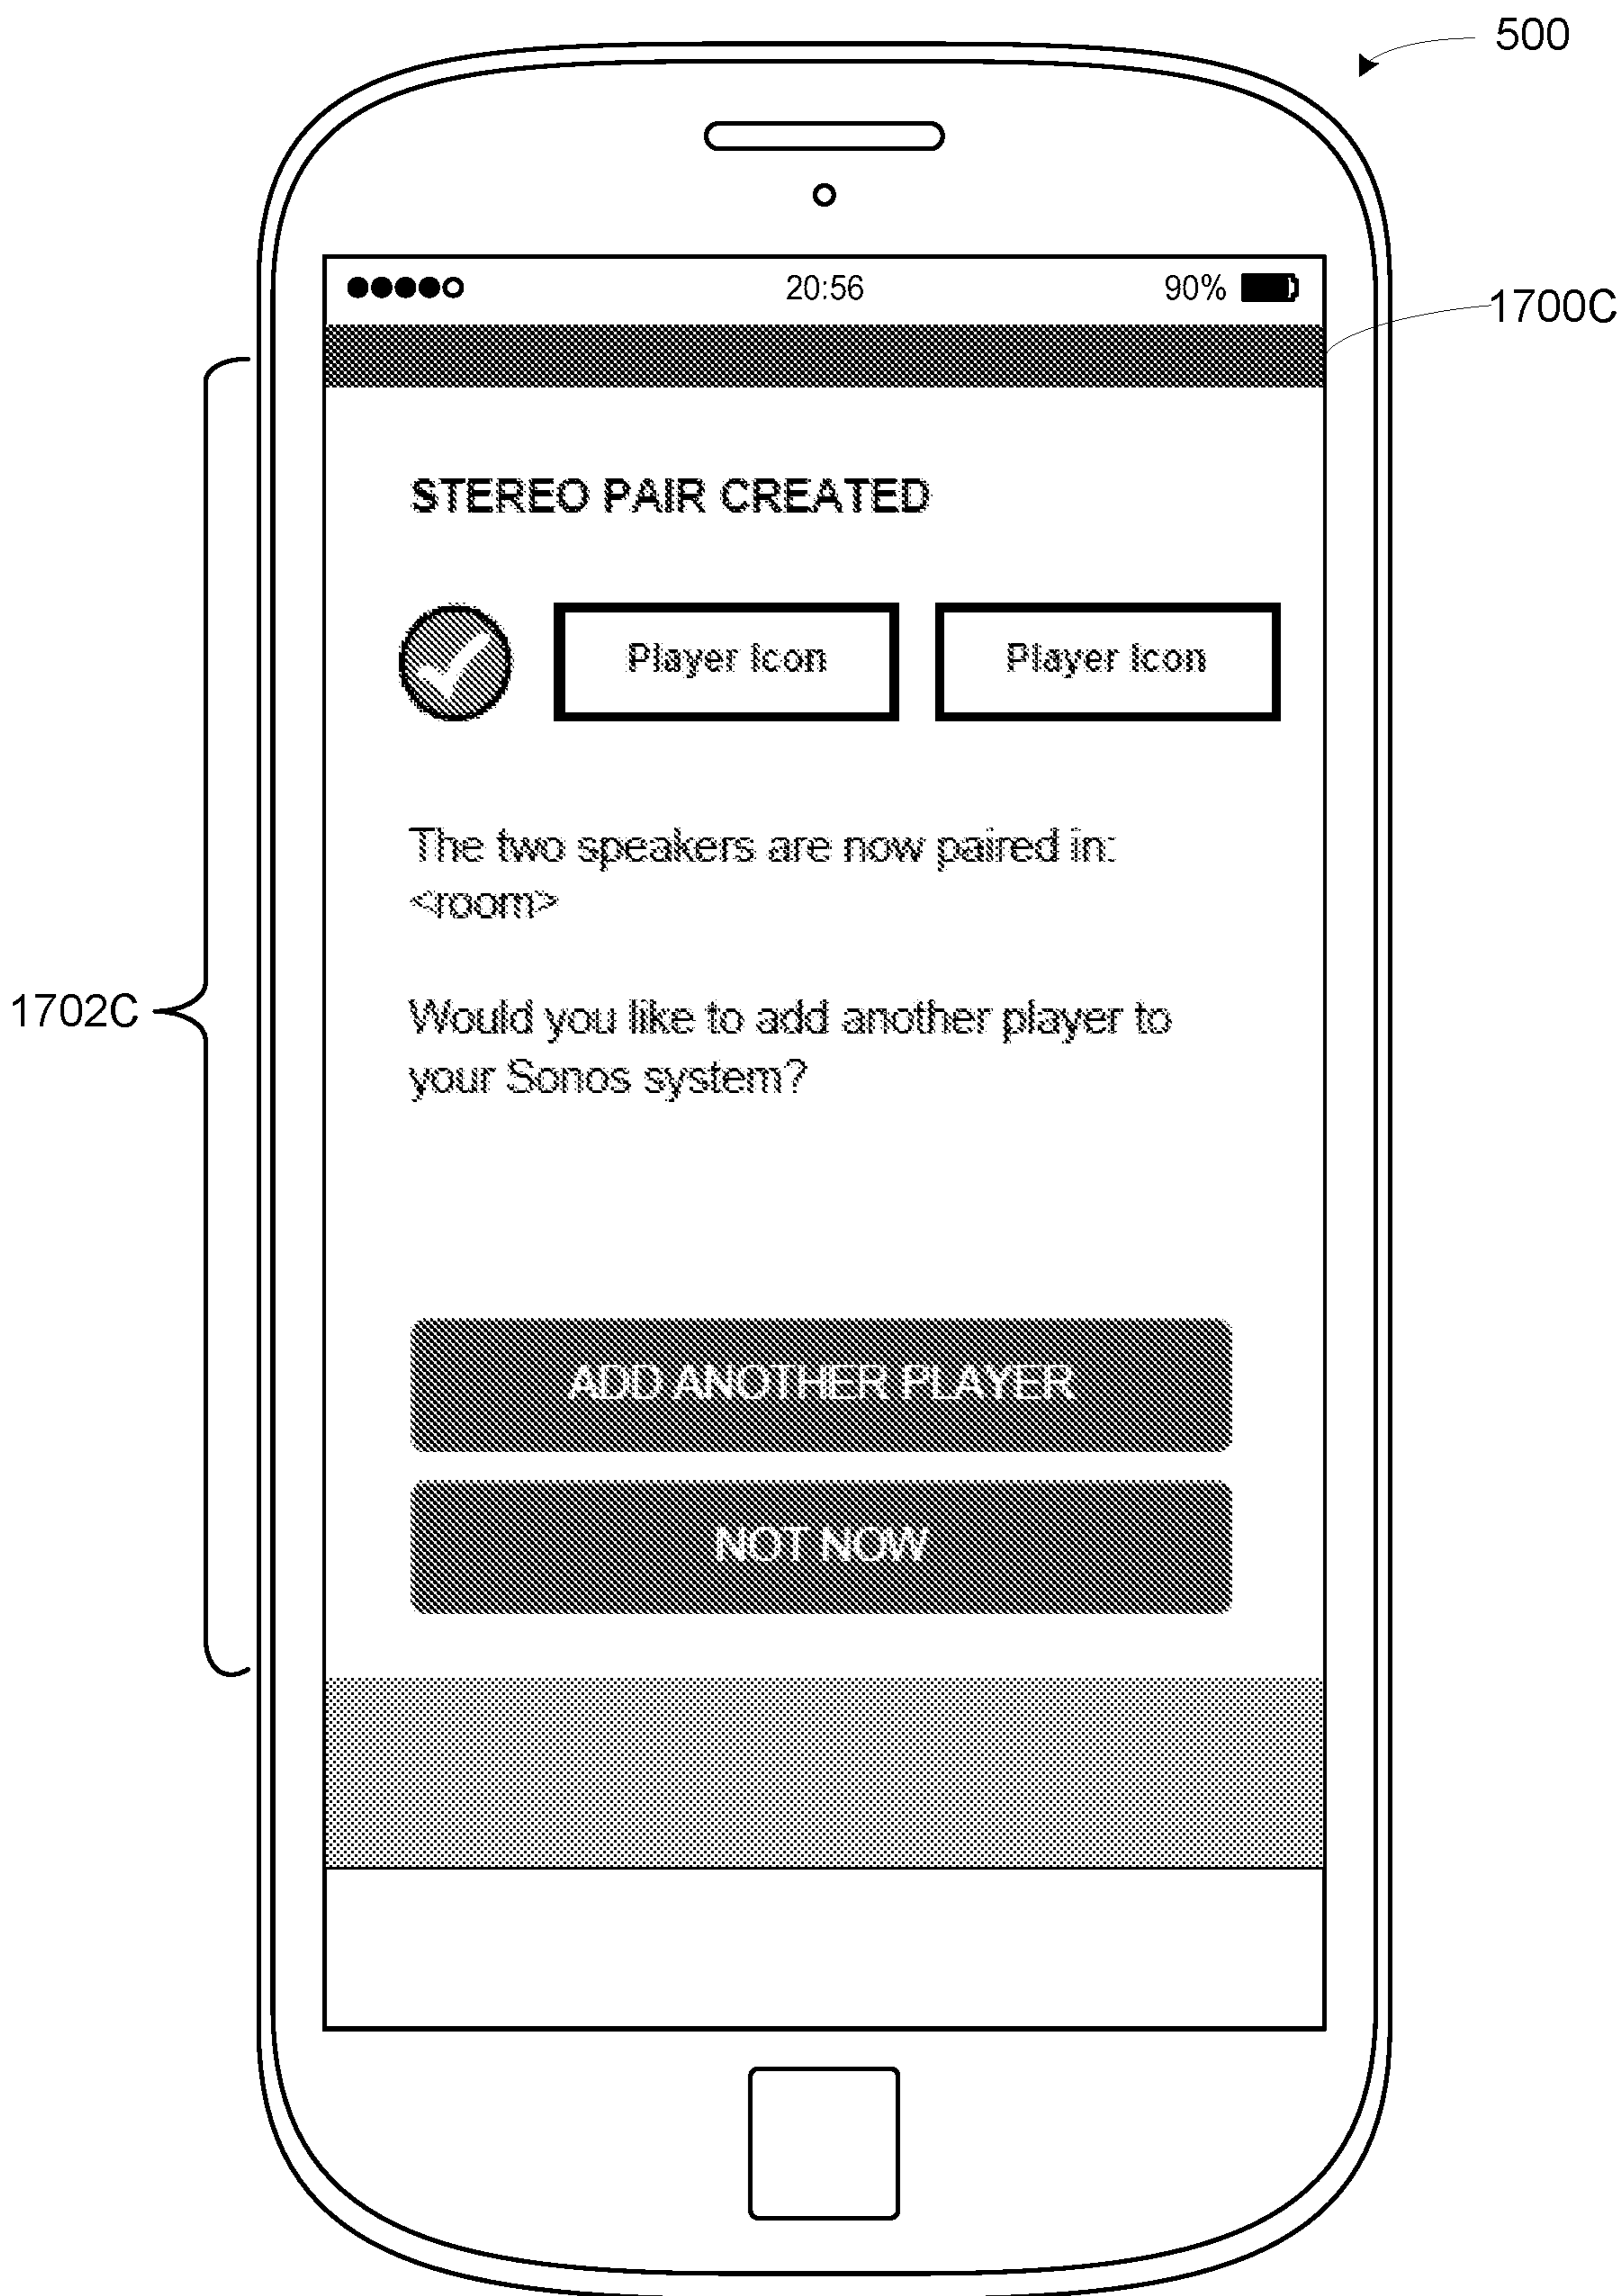 500
20:56
90%
1700C
STEREO PAIR CREATED
Player Icon
Player Icon
The two speakers are now paired in:
<room>
1702C
Would you like to add another player to
your Sonos system?
ADD ANOTHER PLAYER
NOT NOW